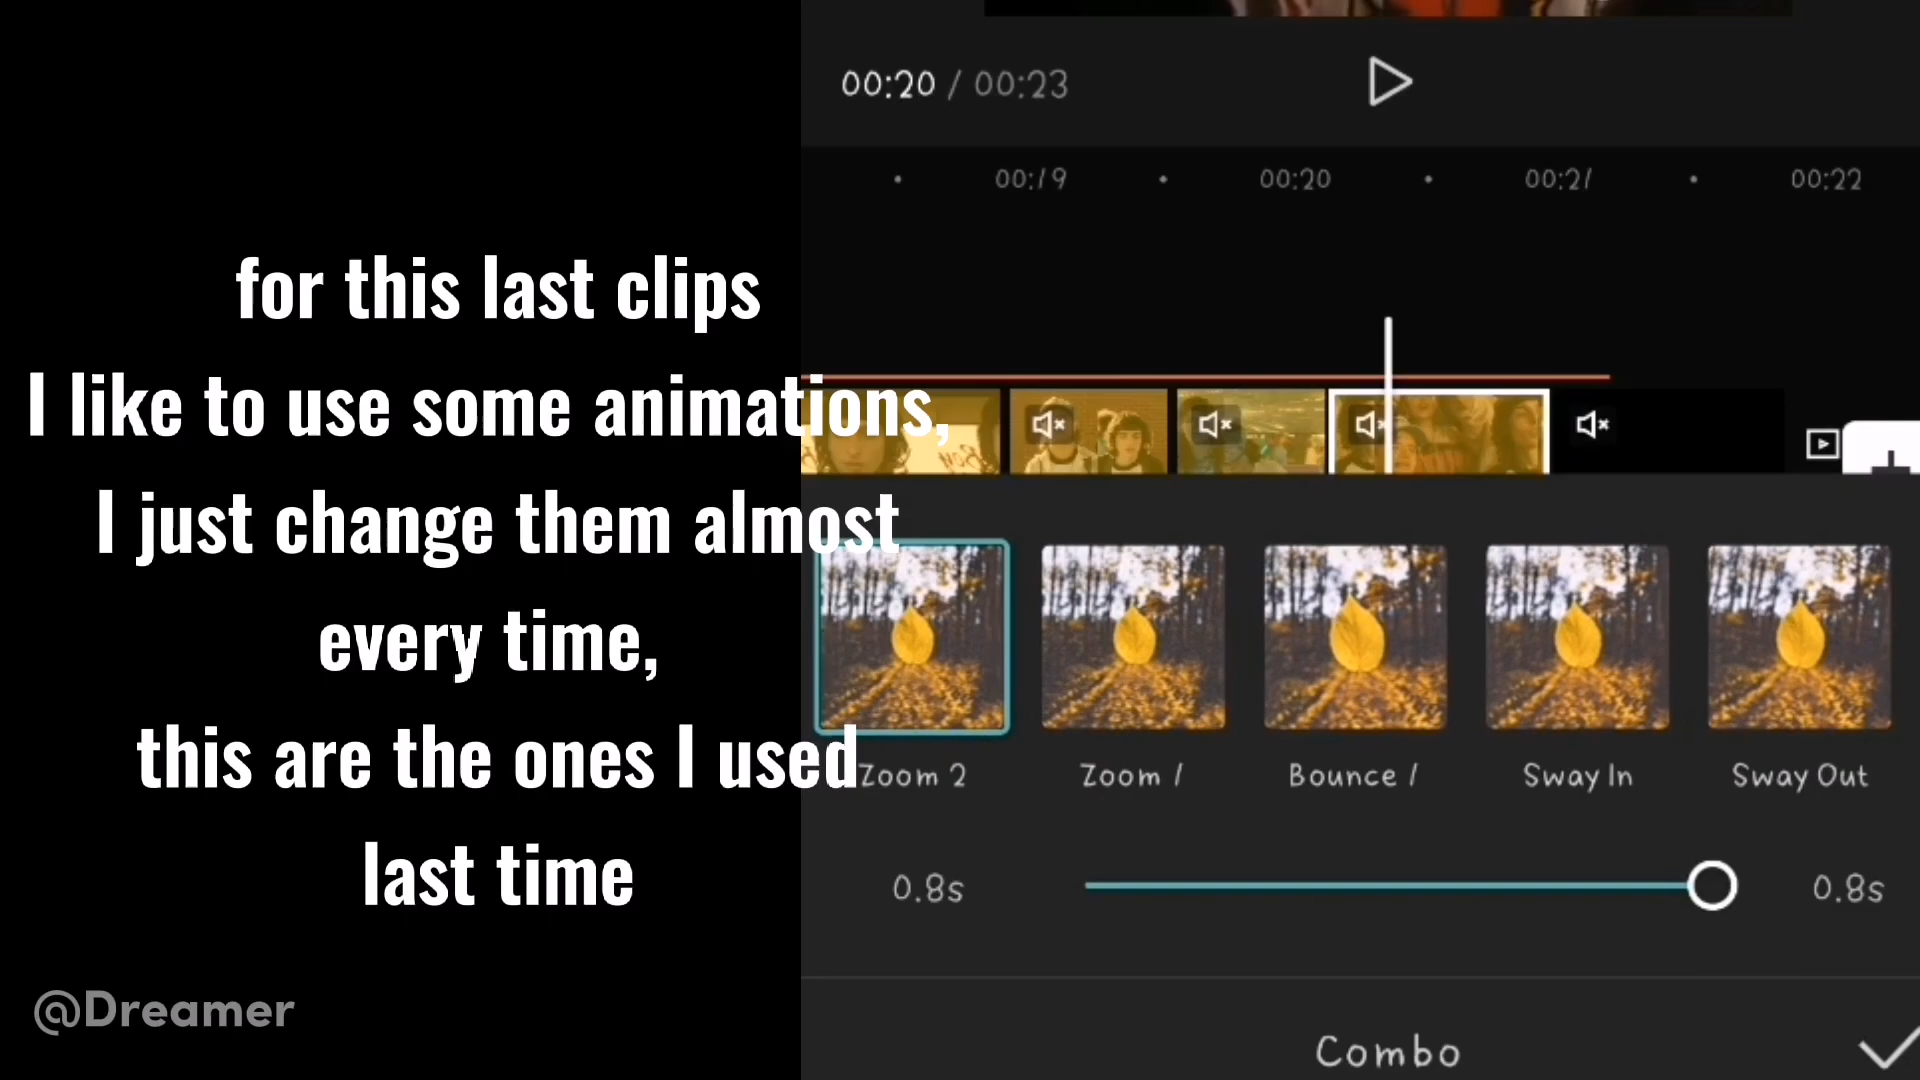 00:20 / 00:23
00:19 00:20 00:21 00:22
for this last clips
I like to use some animations,
I just change them almost
every time,
this are the ones I used
last time
Zoom 2 Zoom 1 Bounce 1 Sway In Sway Out
0.8s 0.8s
@Dreamer
Combo